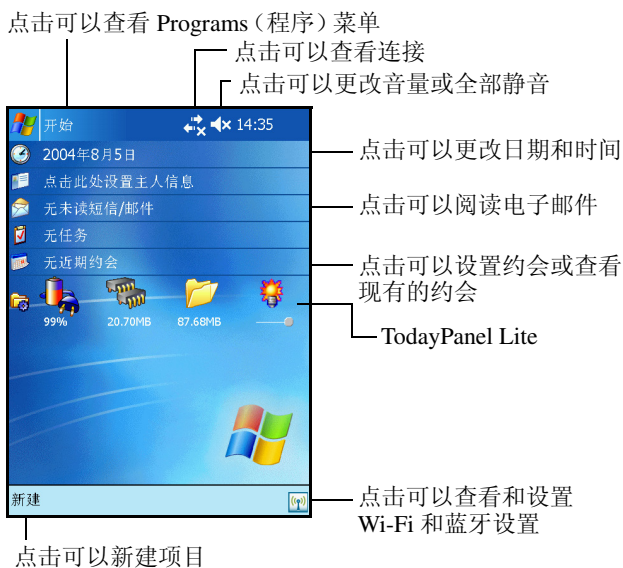 点击可以查看 Programs（程序）菜单
点击可以查看连接
点击可以更改音量或全部静音
开始 14:35
2004年8月5日
点击可以更改日期和时间
点击此处设置主人信息
无未读短信/邮件
点击可以阅读电子邮件
无任务
无近期约会
点击可以设置约会或查看
现有的约会
99% 20.70MB 87.68MB
TodayPanel Lite
新建
点击可以查看和设置
Wi-Fi 和蓝牙设置
点击可以新建项目